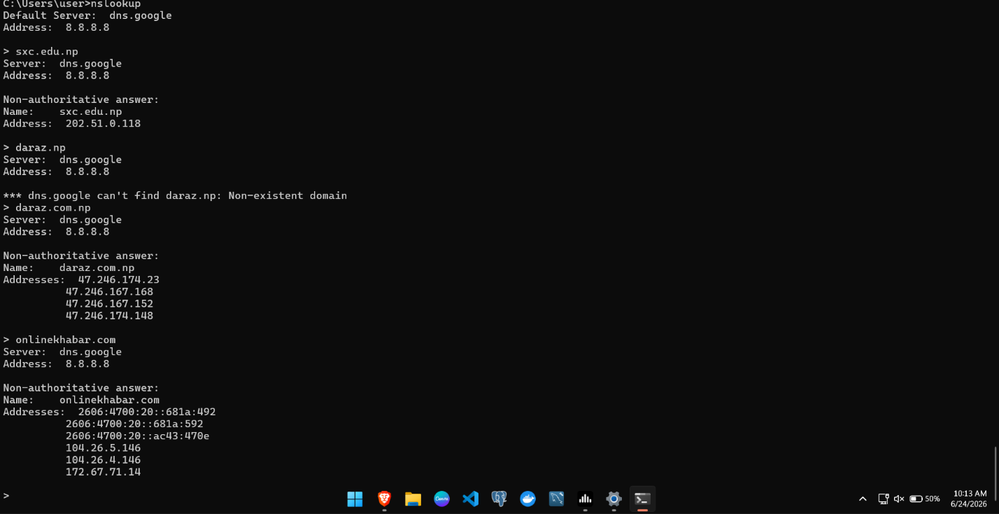 C:\Users\user>nslookup
Default Server:  dns.google
Address:  8.8.8.8

> sxc.edu.np
Server:  dns.google
Address:  8.8.8.8

Non-authoritative answer:
Name:    sxc.edu.np
Address:  202.51.0.118

> daraz.np
Server:  dns.google
Address:  8.8.8.8

*** dns.google can't find daraz.np: Non-existent domain
> daraz.com.np
Server:  dns.google
Address:  8.8.8.8

Non-authoritative answer:
Name:    daraz.com.np
Addresses:  47.246.174.23
          47.246.167.168
          47.246.167.152
          47.246.174.148

> onlinekhabar.com
Server:  dns.google
Address:  8.8.8.8

Non-authoritative answer:
Name:    onlinekhabar.com
Addresses:  2606:4700:20::681a:492
          2606:4700:20::681a:592
          2606:4700:20::ac43:470e
          104.26.5.146
          104.26.4.146
          172.67.71.14

>
Canva
50%
10:13 AM
6/24/2026